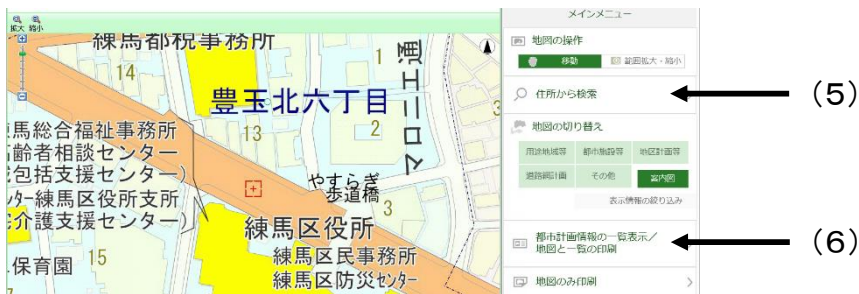 拡大 縮小
練馬都税事務所
14
1
豊玉北六丁目
マロニエ通
13
2
3
練馬総合福祉事務所
高齢者相談センター
包括支援センター)
ンター練馬区役所支所
介護支援センター)
やすらぎ
歩道橋
3
練馬区役所
練馬区民事務所
練馬区防災センター
保育園
15
7
メインメニュー
地図の操作
移動
範囲拡大・縮小
住所から検索
(5)
地図の切り替え
用途地域等 都市施設等 地区計画等
道路網計画 その他 案内図
表示情報の絞り込み
都市計画情報の一覧表示/
地図と一覧の印刷
(6)
地図のみ印刷